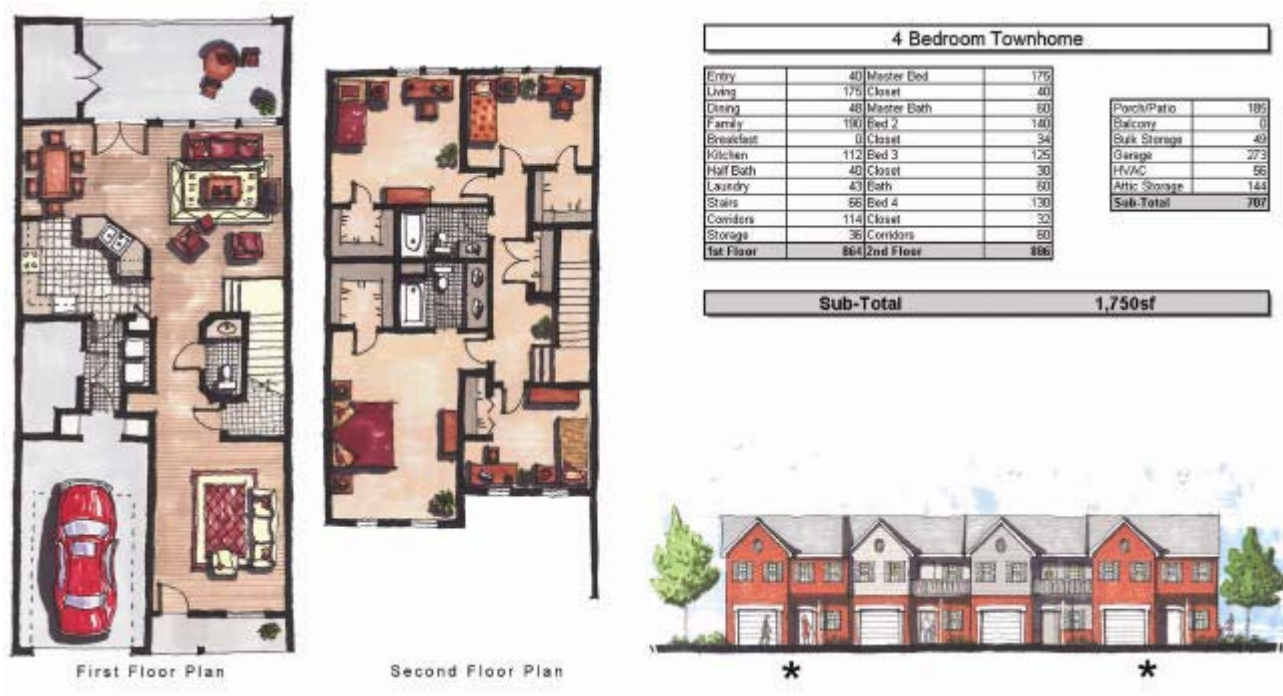 4 Bedroom Townhome
Entry 40 Master Bed 175
Living 175 Closet 40
Dining 48 Master Bath 60
Family 190 Bed 2 140
Breakfast 0 Closet 34
Kitchen 112 Bed 3 125
Half Bath 40 Closet 30
Laundry 43 Bath 60
Stairs 66 Bed 4 130
Corridors 114 Closet 32
Storage 36 Corridors 60
1st Floor 864 2nd Floor 886
Porch/Patio 185
Balcony 0
Bulk Storage 49
Garage 273
HVAC 56
Attic Storage 144
Sub-Total 707
Sub-Total 1,750sf
First Floor Plan
Second Floor Plan
* *